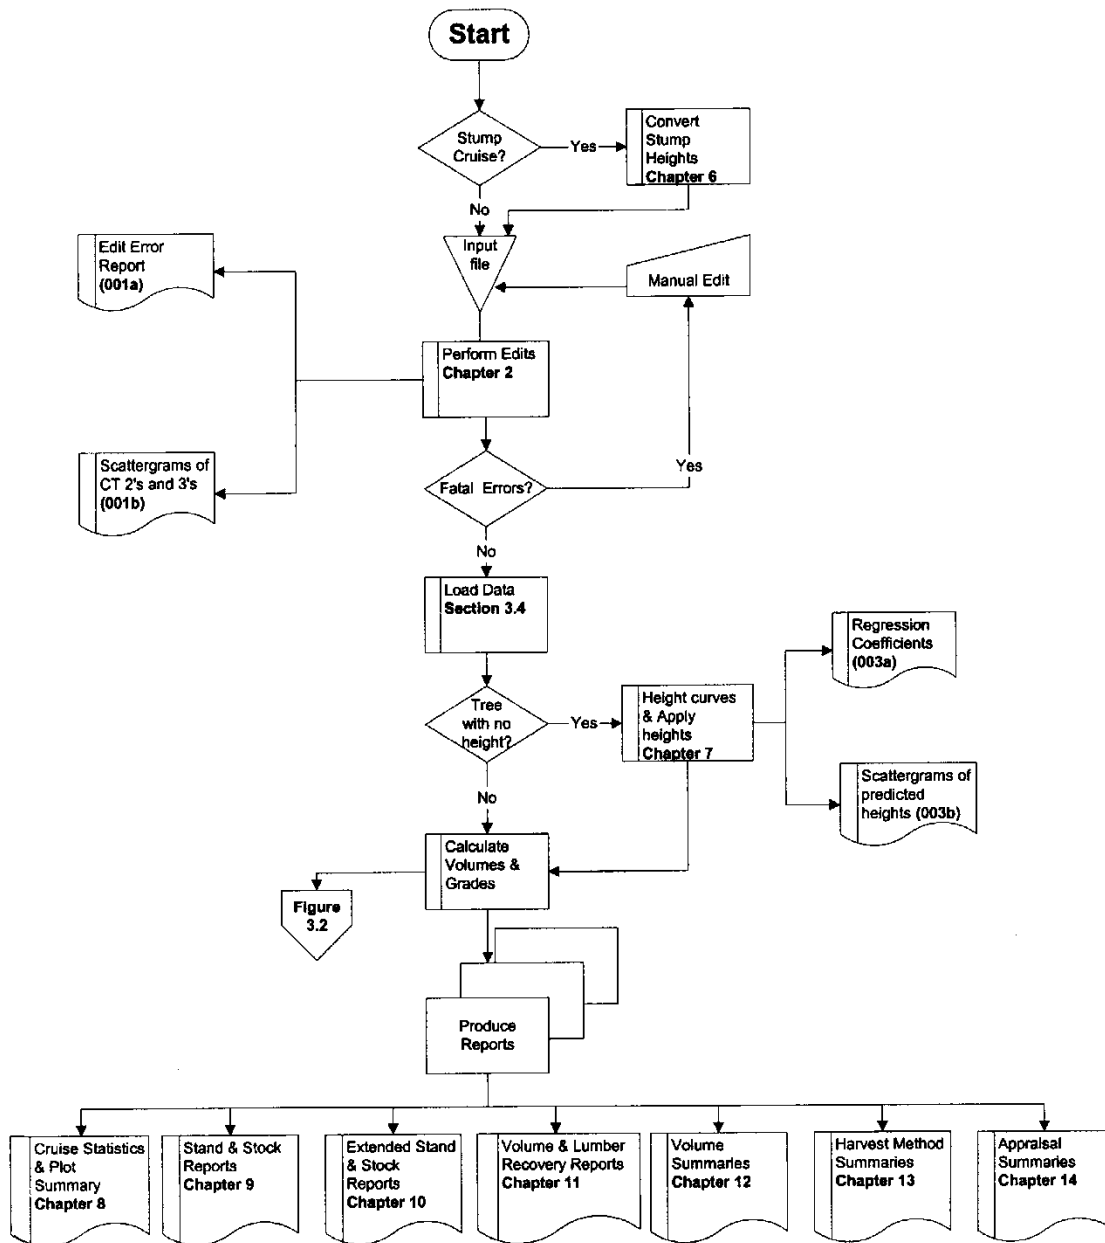 Start
Stump
Cruise?
Yes
Convert
Stump
Heights
Chapter 6
No
Input
file
Manual Edit
Edit Error
Report
(001a)
Perform Edits
Chapter 2
Scattergrams of
CT 2's and 3's
(001b)
Fatal Errors?
Yes
No
Load Data
Section 3.4
Tree
with no
height?
Yes
Height curves
& Apply
heights
Chapter 7
Regression
Coefficients
(003a)
Scattergrams of
predicted
heights (003b)
No
Calculate
Volumes &
Grades
Figure
3.2
Produce
Reports
Cruise Statistics
& Plot
Summary
Chapter 8
Stand & Stock
Reports
Chapter 9
Extended Stand
& Stock
Reports
Chapter 10
Volume & Lumber
Recovery Reports
Chapter 11
Volume
Summaries
Chapter 12
Harvest Method
Summaries
Chapter 13
Appraisal
Summaries
Chapter 14